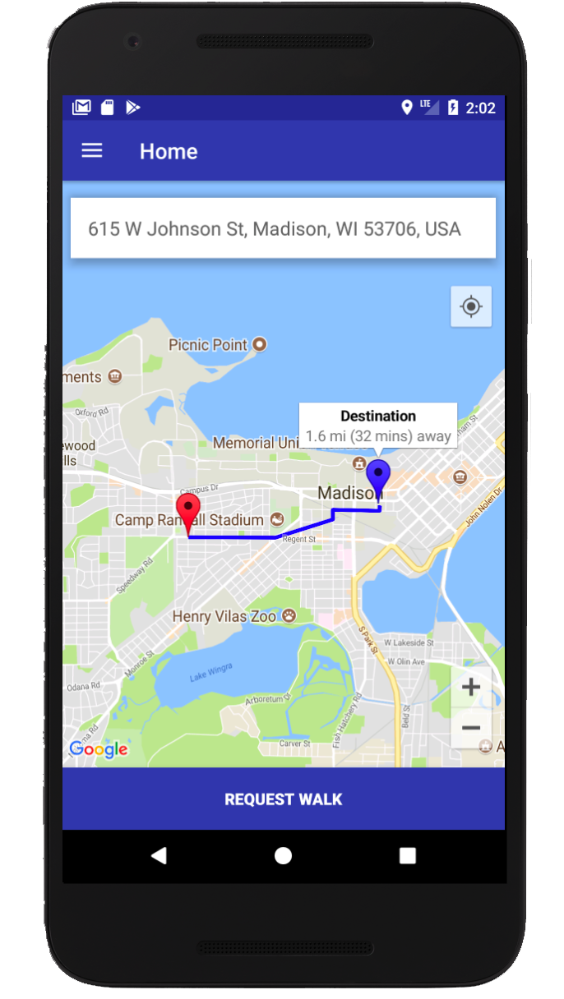 LTE 2:02
Home
615 W Johnson St, Madison, WI 53706, USA
Picnic Point
ments
Oxford Rd
Destination
1.6 mi (32 mins) away
ham St
Memorial Uni
ewood
lls
Campus Dr
Madison
John Nolen Dr
Camp Randall Stadium
Regent St
Speedway Rd
Henry Vilas Zoo
S Park St
W Lakeside St
Monroe St
W Olin Ave
Lake Wingra
Odana Rd
Arboretum Dr
Fish Hatchery Rd
Beld St
+
ma Rd
Carver St
−
Google
A
REQUEST WALK